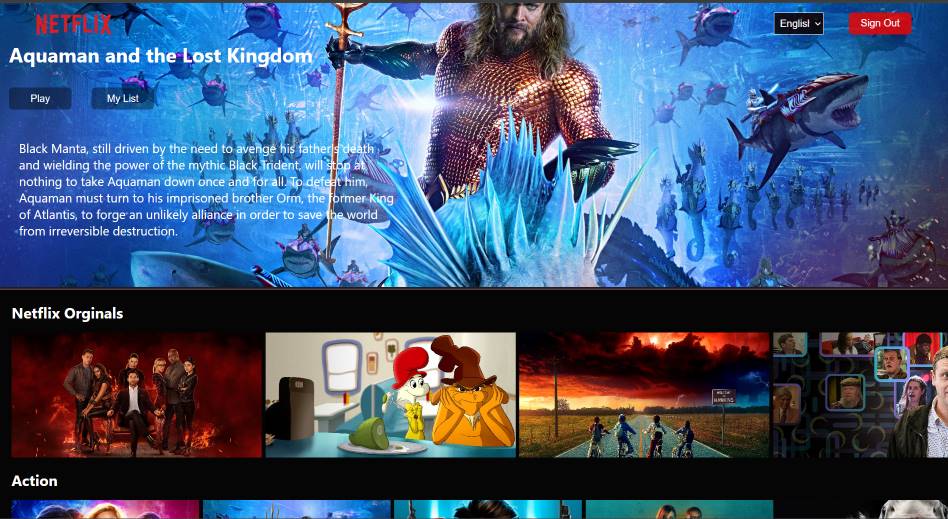 NETFLIX
Englisl
Sign Out
Aquaman and the Lost Kingdom
Play
My List
Black Manta, still driven by the need to avenge his father's death
and wielding the power of the mythic Black Trident, will stop at
nothing to take Aquaman down once and for all. To defeat him,
Aquaman must turn to his imprisoned brother Orm, the former King
of Atlantis, to forge an unlikely alliance in order to save the world
from irreversible destruction.
Netflix Orginals
HAWKINS
Action